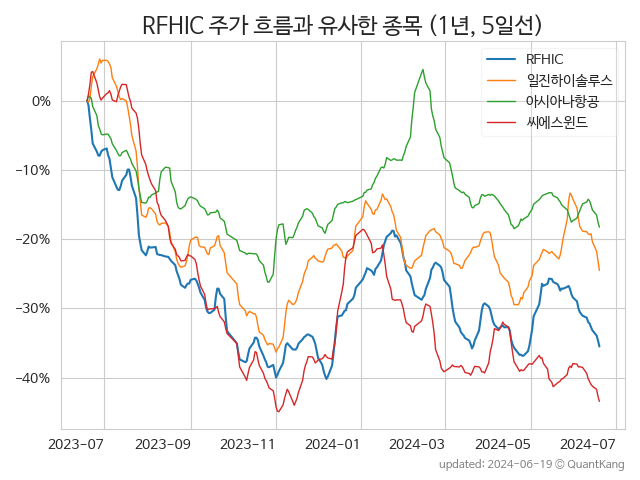 RFHIC 주가 흐름과 유사한 종목 (1년, 5일선)
RFHIC
일진하이솔루스
아시아나항공
씨에스윈드
0%
−10%
−20%
−30%
−40%
2023-07 2023-09 2023-11 2024-01 2024-03 2024-05 2024-07
updated: 2024-06-19 © QuantKang